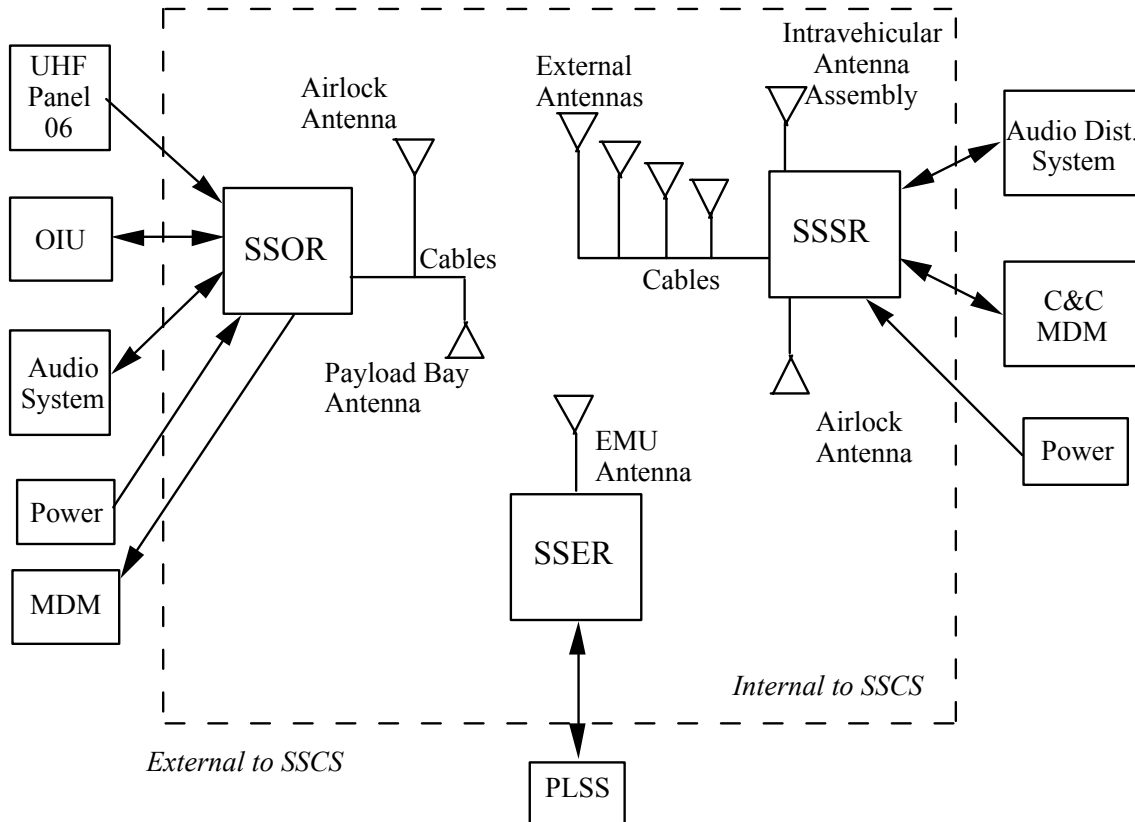 UHF
Panel
06
OIU
Audio
System
Power
MDM
Airlock
Antenna
SSOR
Cables
Payload Bay
Antenna
External
Antennas
Cables
Intravehicular
Antenna
Assembly
SSSR
Airlock
Antenna
EMU
Antenna
SSER
Audio Dist.
System
C&C
MDM
Power
Internal to SSCS
External to SSCS
PLSS